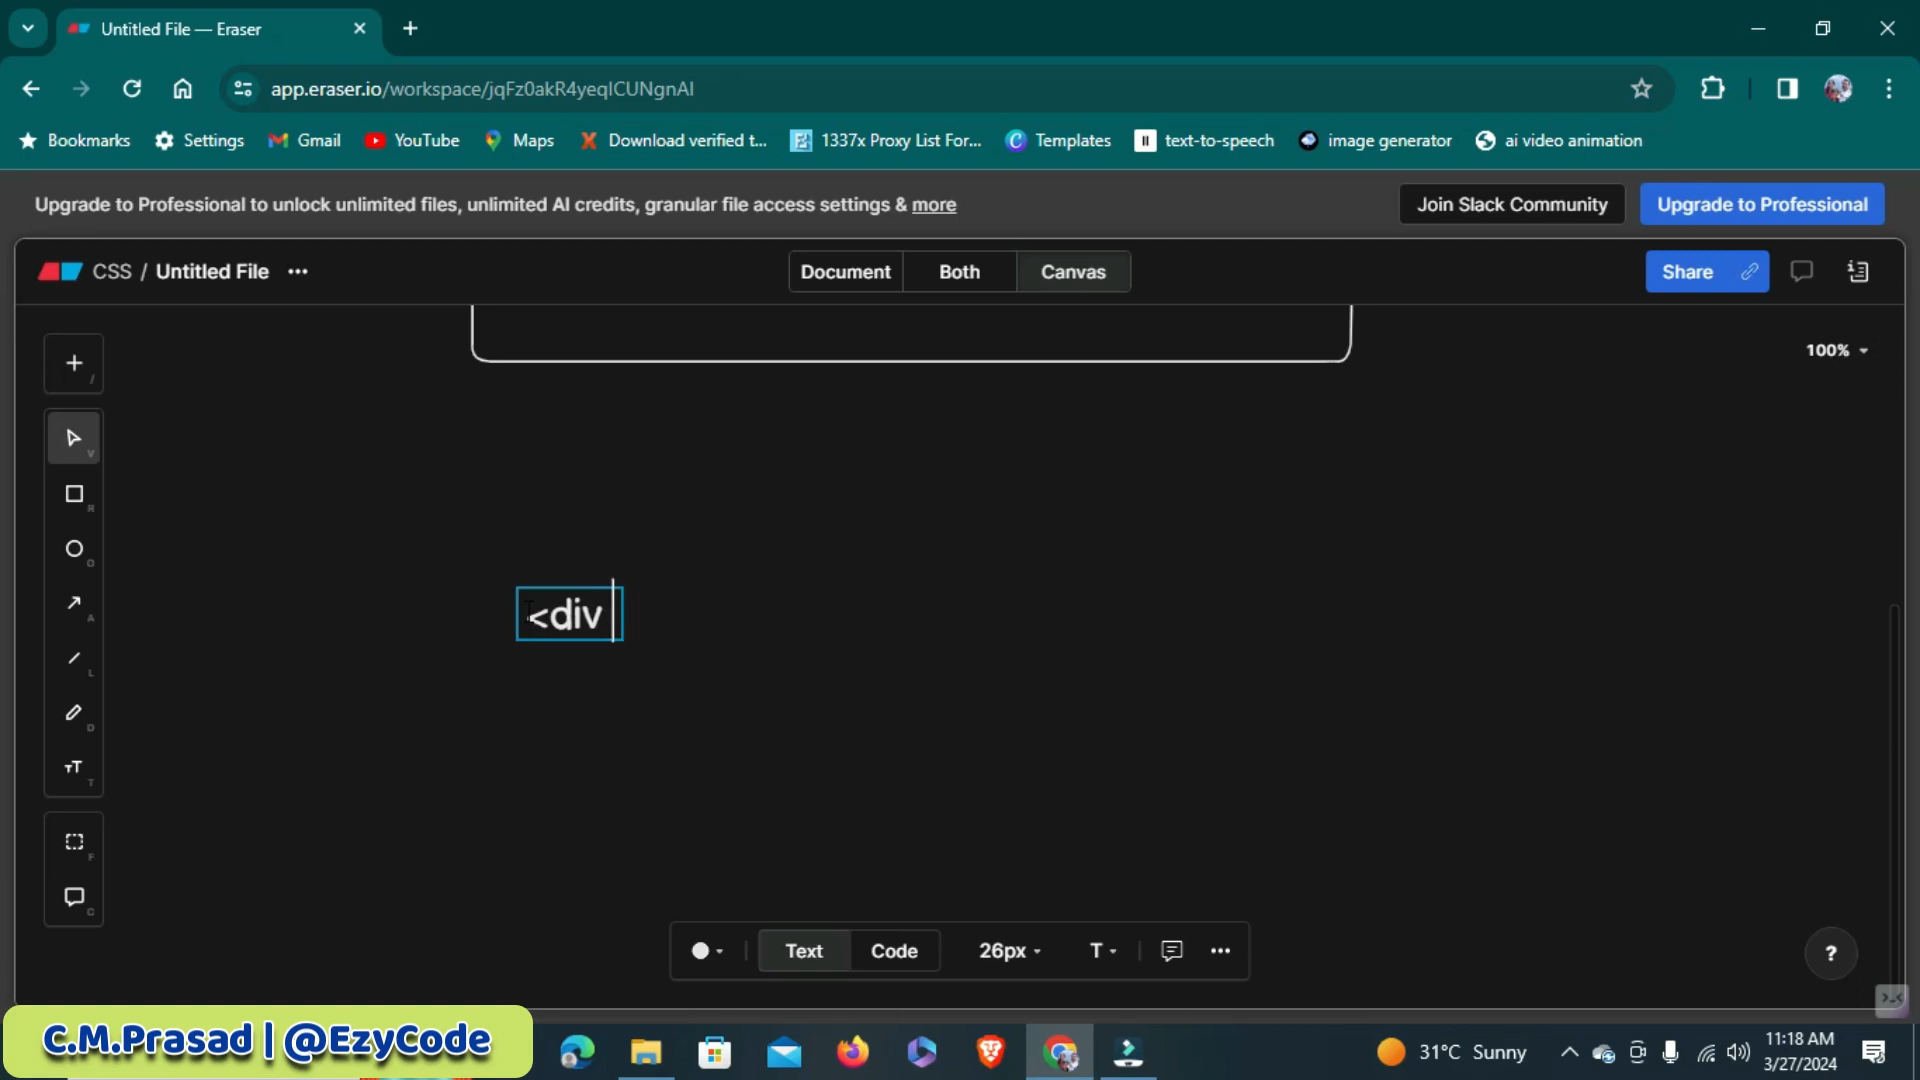 Untitled File — Eraser
app.eraser.io/workspace/jqFz0akR4yeqICUNgnAI
Bookmarks Settings Gmail YouTube Maps Download verified t... 1337x Proxy List For... Templates text-to-speech image generator ai video animation
Upgrade to Professional to unlock unlimited files, unlimited AI credits, granular file access settings & more Join Slack Community Upgrade to Professional
CSS / Untitled File ••• Document Both Canvas Share
100%
/
V
R
O
A
L
D
T
F
C
<div
Text Code 26px T •••
?
C.M.Prasad | @EzyCode
31°C Sunny
11:18 AM
3/27/2024